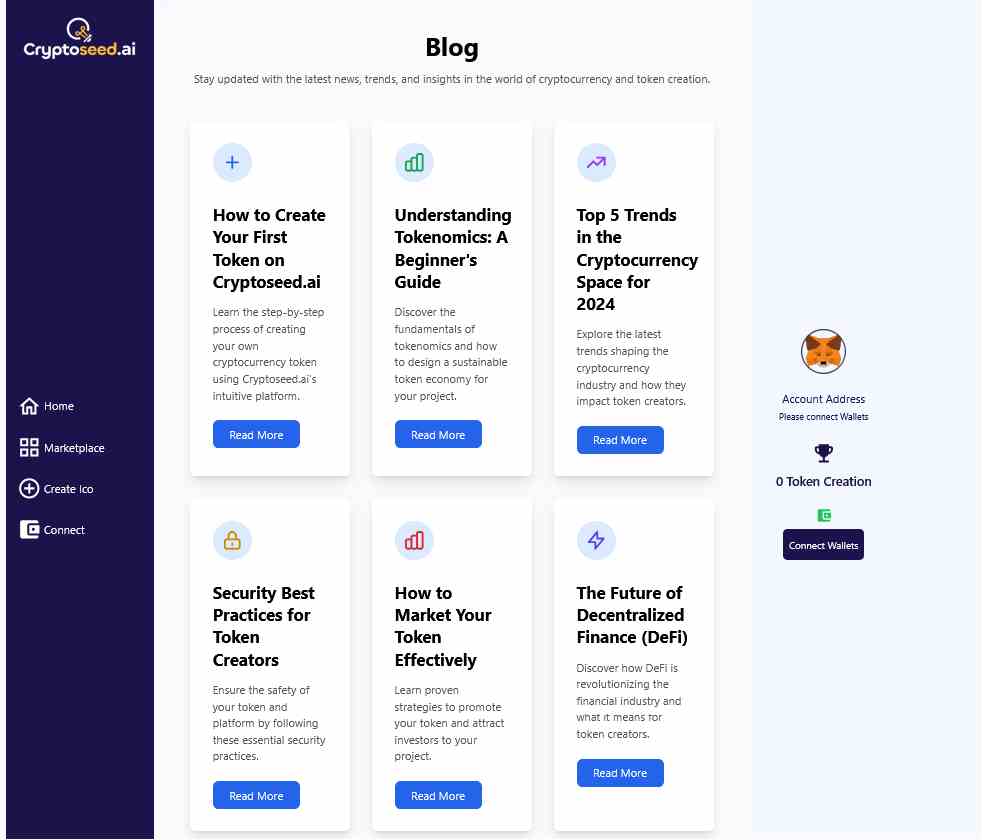 Cryptoseed.ai
Home
Marketplace
Create Ico
Connect
Blog
Stay updated with the latest news, trends, and insights in the world of cryptocurrency and token creation.
How to Create
Your First
Token on
Cryptoseed.ai
Learn the step-by-step
process of creating
your own
cryptocurrency token
using Cryptoseed.ai's
intuitive platform.
Read More
Understanding
Tokenomics: A
Beginner's
Guide
Discover the
fundamentals of
tokenomics and how
to design a sustainable
token economy for
your project.
Read More
Top 5 Trends
in the
Cryptocurrency
Space for
2024
Explore the latest
trends shaping the
cryptocurrency
industry and how they
impact token creators.
Read More
Security Best
Practices for
Token
Creators
Ensure the safety of
your token and
platform by following
these essential security
practices.
Read More
How to
Market Your
Token
Effectively
Learn proven
strategies to promote
your token and attract
investors to your
project.
Read More
The Future of
Decentralized
Finance (DeFi)
Discover how DeFi is
revolutionizing the
financial industry and
what it means for
token creators.
Read More
Account Address
Please connect Wallets
0 Token Creation
Connect Wallets